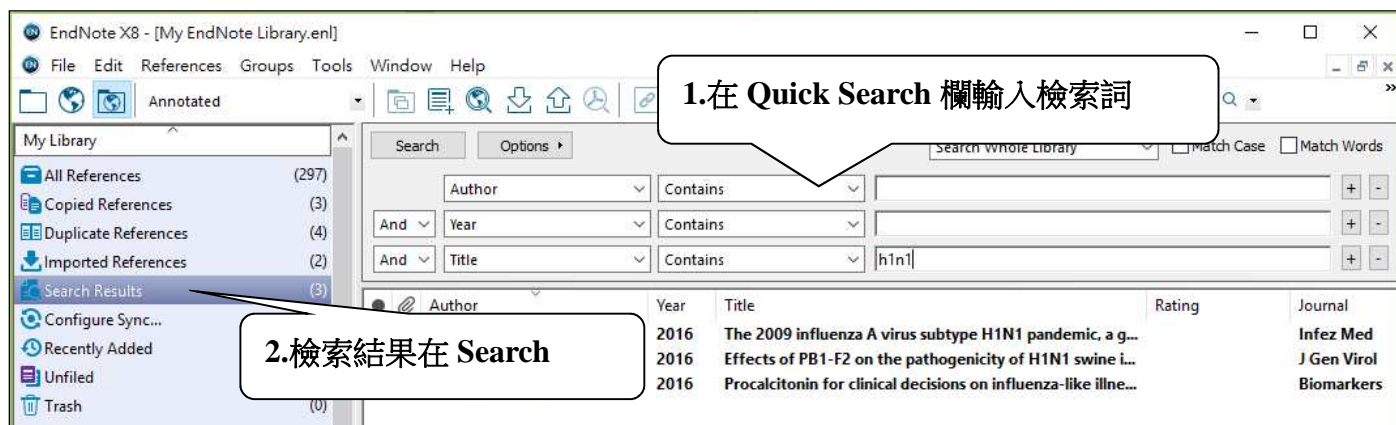 EndNote X8 - [My EndNote Library.enl]
File Edit References Groups Tools Window Help
Annotated
1.在 Quick Search 欄輸入檢索詞
My Library
Search Options
Search Whole Library Match Case Match Words
All References (297)
Author Contains + -
Copied References (3)
And Year Contains + -
Duplicate References (4)
And Title Contains h1n1 + -
Imported References (2)
Search Results (3)
Author Year Title Rating Journal
Configure Sync...
2016 The 2009 influenza A virus subtype H1N1 pandemic, a g... Infez Med
Recently Added
2.檢索結果在 Search
2016 Effects of PB1-F2 on the pathogenicity of H1N1 swine i... J Gen Virol
Unfiled
2016 Procalcitonin for clinical decisions on influenza-like illne... Biomarkers
Trash (0)